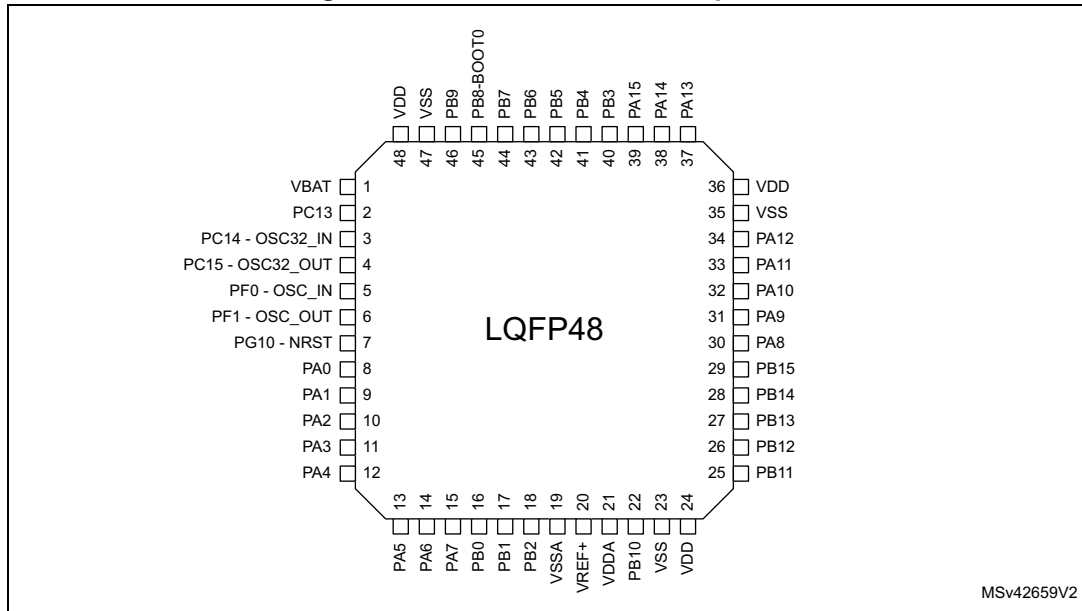 VDD
VSS
PB9
PB8-BOOT0
PB7
PB6
PB5
PB4
PB3
PA15
PA14
PA13
48
47
46
45
44
43
42
41
40
39
38
37
VBAT 1
PC13 2
PC14 - OSC32_IN 3
PC15 - OSC32_OUT 4
PF0 - OSC_IN 5
PF1 - OSC_OUT 6
PG10 - NRST 7
PA0 8
PA1 9
PA2 10
PA3 11
PA4 12
LQFP48
36 VDD
35 VSS
34 PA12
33 PA11
32 PA10
31 PA9
30 PA8
29 PB15
28 PB14
27 PB13
26 PB12
25 PB11
13
14
15
16
17
18
19
20
21
22
23
24
PA5
PA6
PA7
PB0
PB1
PB2
VSSA
VREF+
VDDA
PB10
VSS
VDD
MSv42659V2